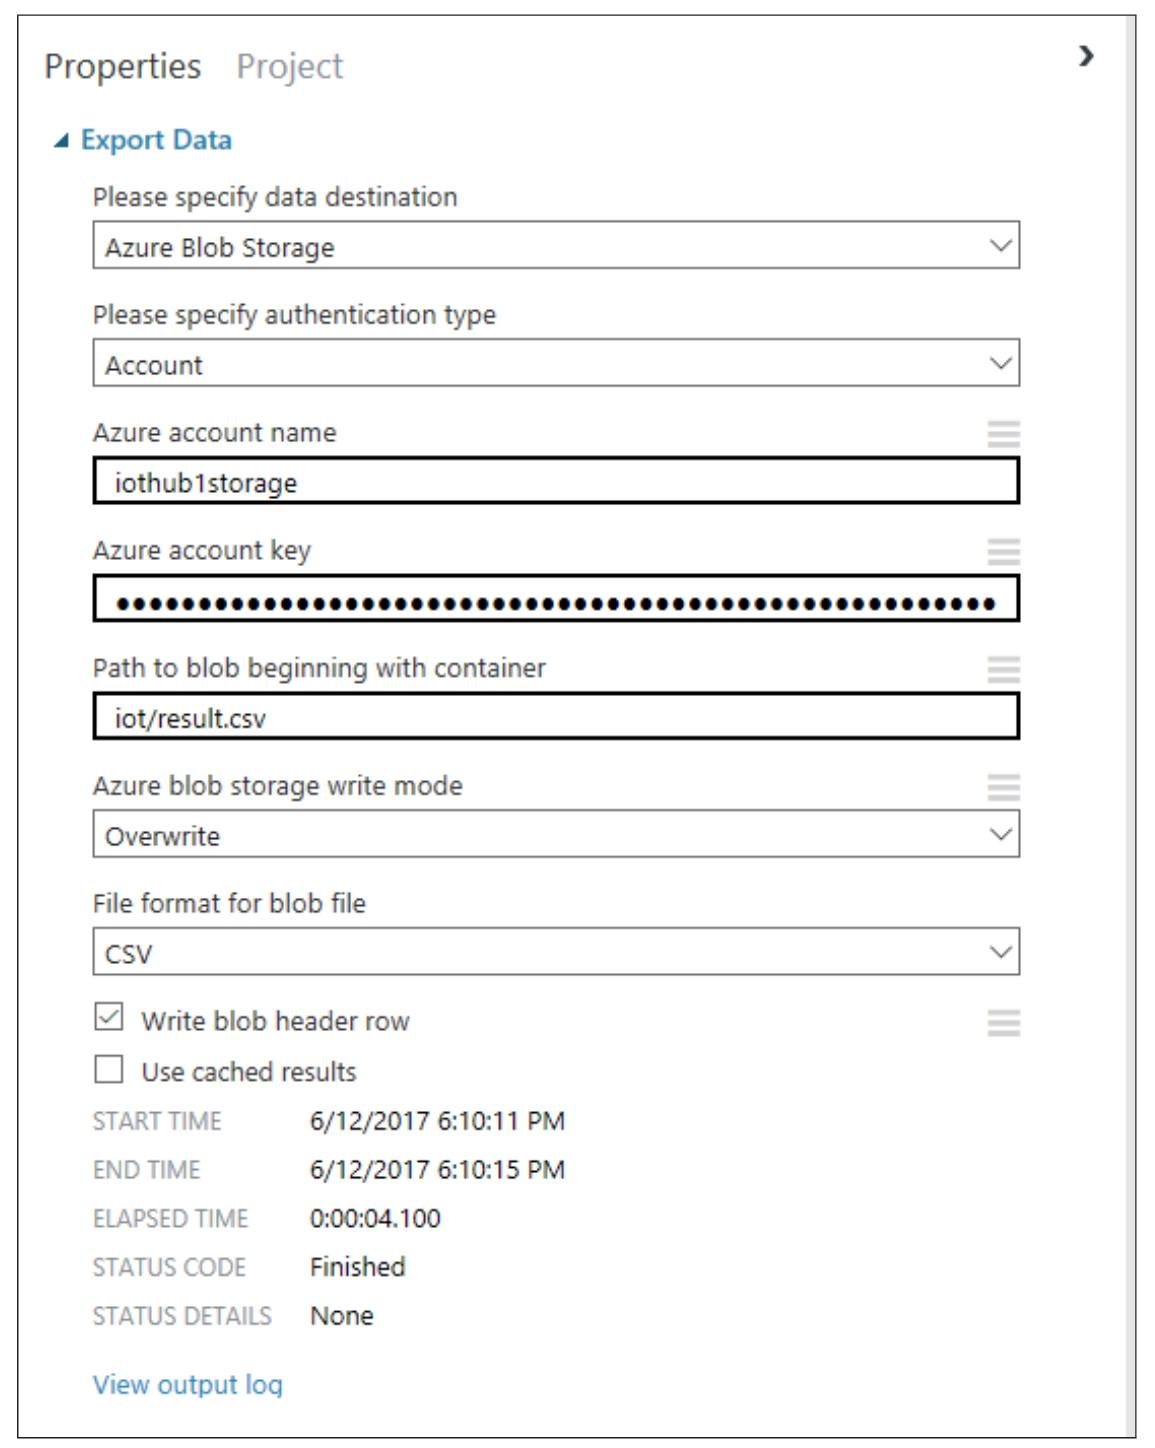 Properties Project
Export Data
Please specify data destination
Azure Blob Storage
Please specify authentication type
Account
Azure account name
iothub1storage
Azure account key
••••••••••••••••••••••••••••••••••••••••••••••••••••••
Path to blob beginning with container
iot/result.csv
Azure blob storage write mode
Overwrite
File format for blob file
CSV
Write blob header row
Use cached results
START TIME 6/12/2017 6:10:11 PM
END TIME 6/12/2017 6:10:15 PM
ELAPSED TIME 0:00:04.100
STATUS CODE Finished
STATUS DETAILS None
View output log